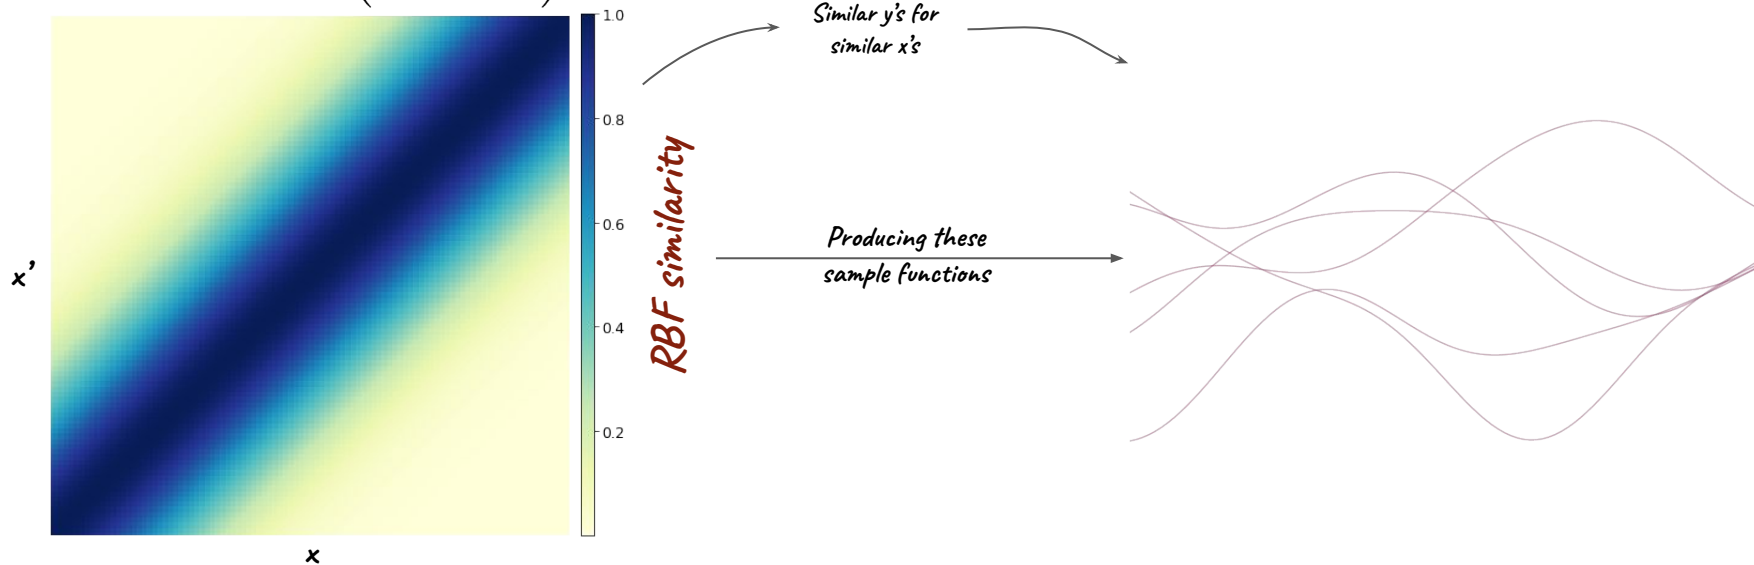 ( )
1.0
0.8
0.6
0.4
0.2
x'
x
RBF similarity
Similar y's for
similar x's
Producing these
sample functions